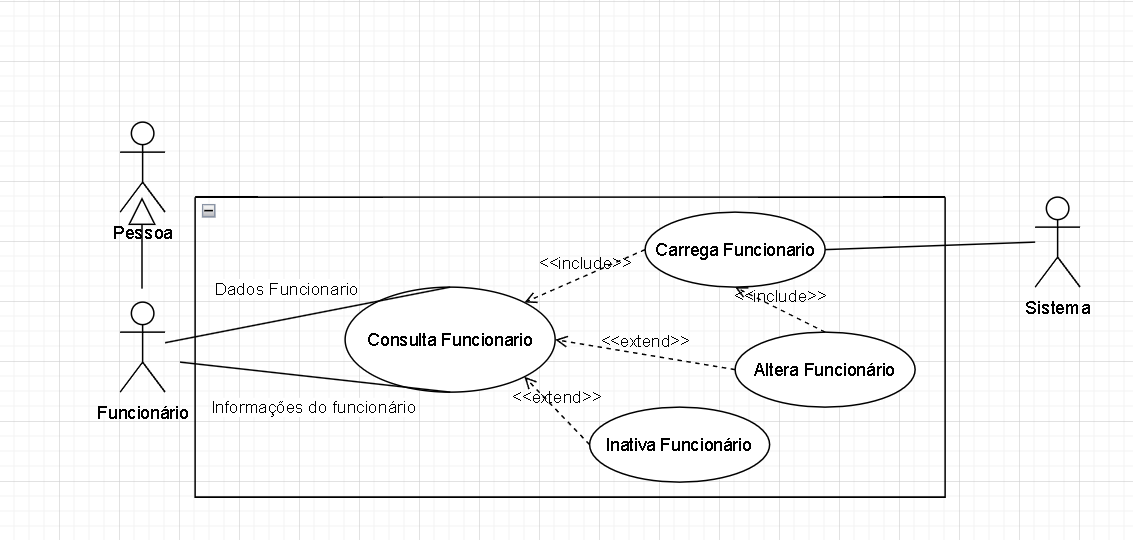 Pessoa
Carrega Funcionario
<<include>>
Dados Funcionario
<<include>>
Sistema
Consulta Funcionario
<<extend>>
Altera Funcionário
<<extend>>
Informações do funcionário
Funcionário
Inativa Funcionário